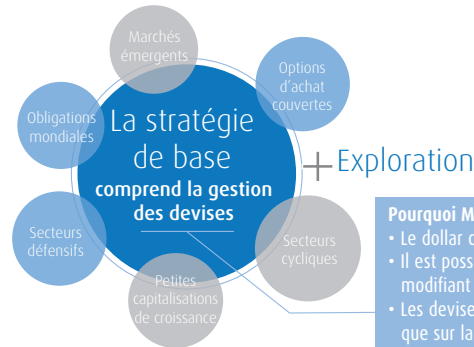 Marchés
émergents
Options
d'achat
couvertes
Obligations
mondiales
La stratégie
de base
comprend la gestion
des devises
+ Exploration
Secteurs
défensifs
Secteurs
cycliques
Petites
capitalisations
de croissance
Pourquoi M
• Le dollar c
• Il est poss
modifiant
• Les devise
que sur la